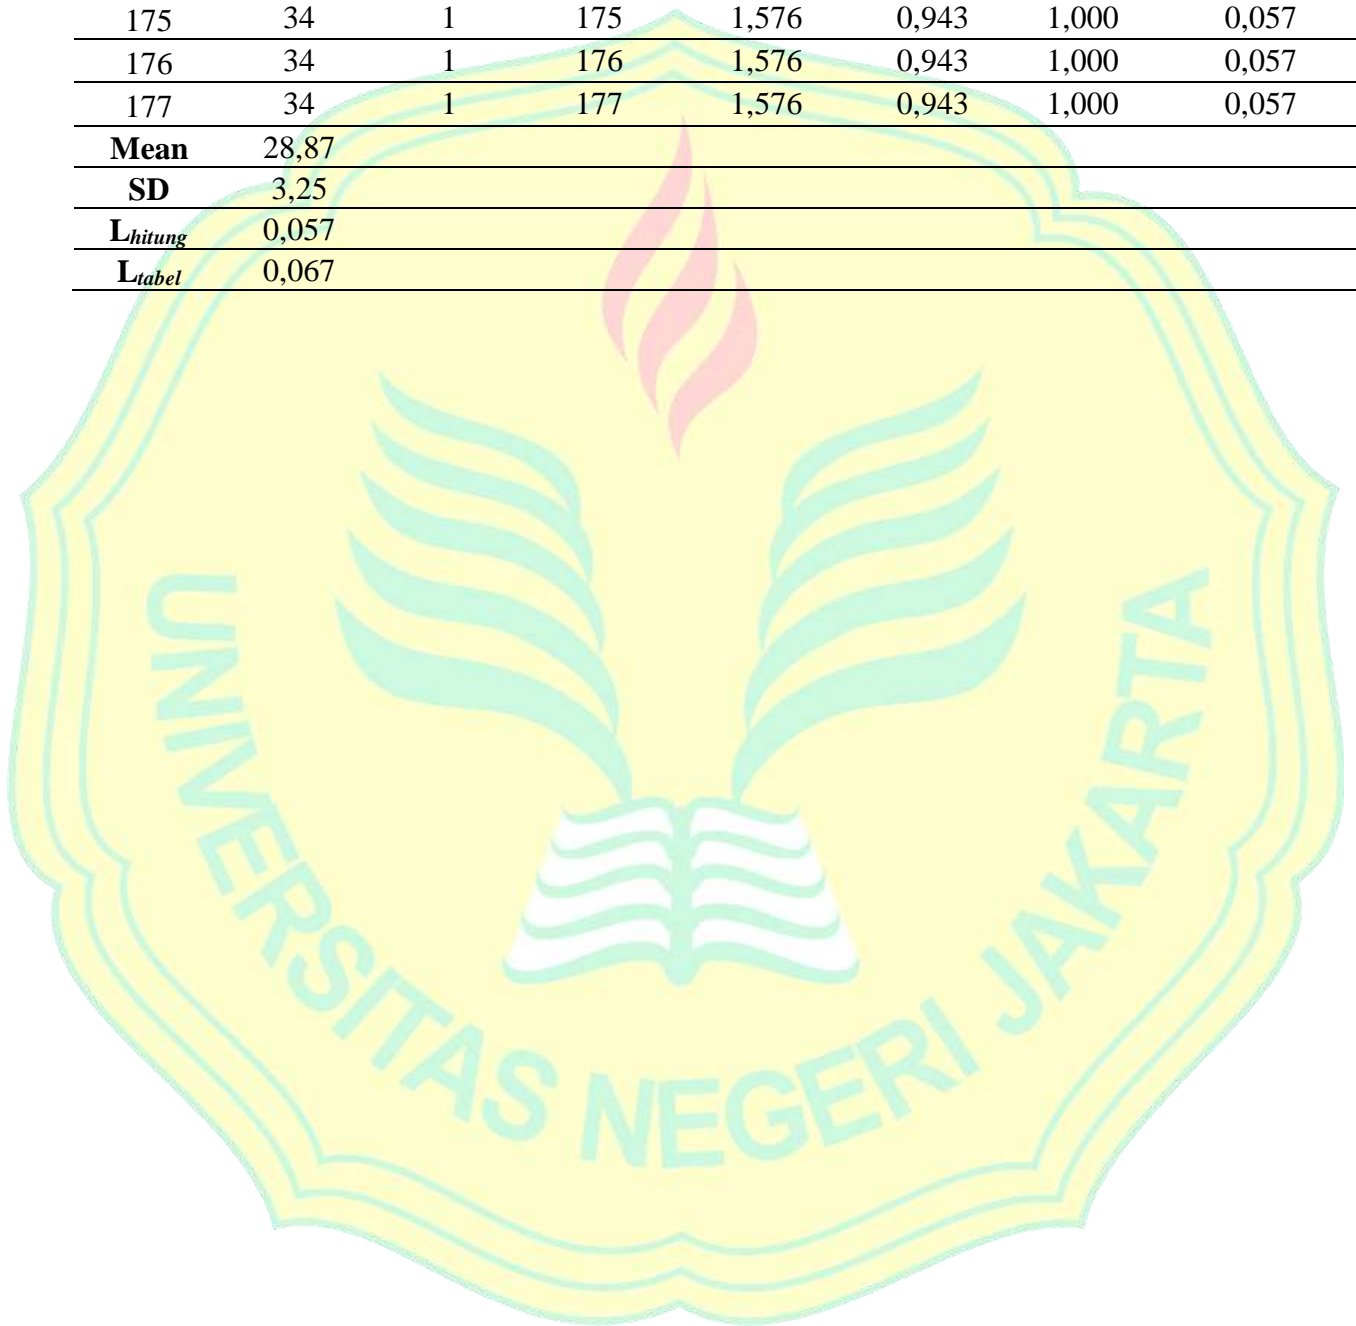 175 34 1 175 1,576 0,943 1,000 0,057
176 34 1 176 1,576 0,943 1,000 0,057
177 34 1 177 1,576 0,943 1,000 0,057
Mean 28,87
SD 3,25
Lhitung 0,057
Ltabel 0,067
UNIVERSITAS NEGERI JAKARTA